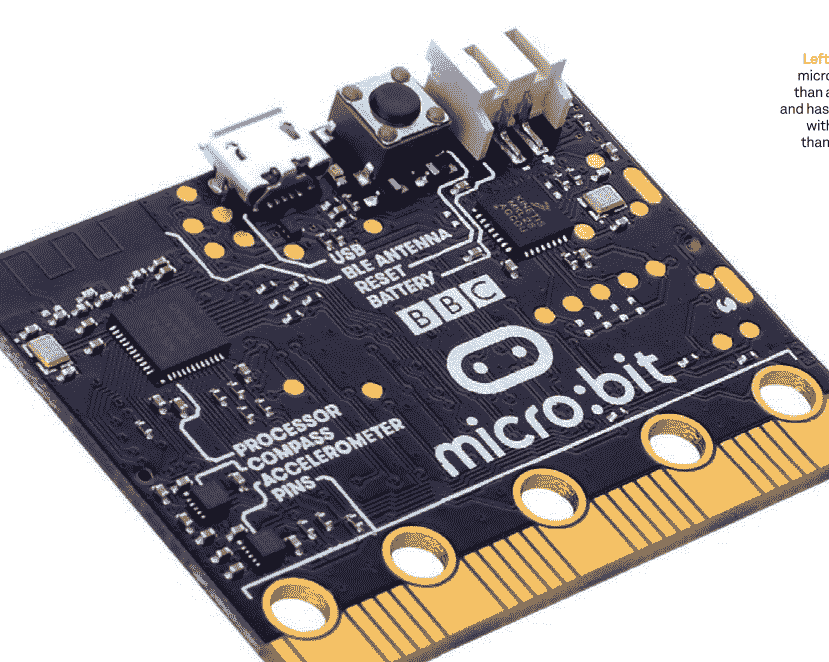 Left
micro
than a
and has
with
than
USB
BLE ANTENNA
RESET
BATTERY
BBC
micro:bit
PROCESSOR
COMPASS
ACCELEROMETER
PINS